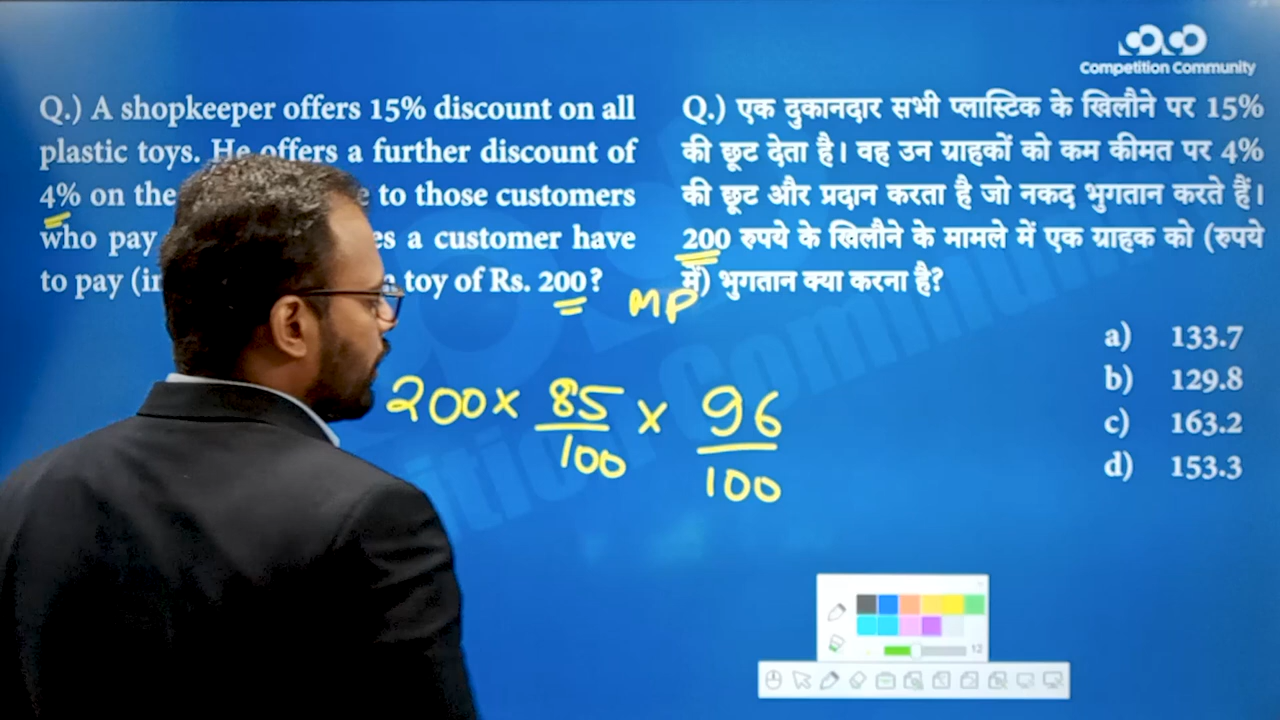 Competition Community
Q.) A shopkeeper offers 15% discount on all
plastic toys. He offers a further discount of
4% on the to those customers
who pay a customer have
to pay toy of Rs. 200?
Q.) एक दुकानदार सभी प्लास्टिक के खिलौने पर 15%
की छूट देता है। वह उन ग्राहकों को कम कीमत पर 4%
की छूट और प्रदान करता है जो नकद भुगतान करते हैं।
200 रुपये के खिलौने के मामले में एक ग्राहक को (रुपये
में) भुगतान क्या करना है?
MP
a) 133.7
b) 129.8
c) 163.2
d) 153.3
200 × 85/100 × 96/100
12